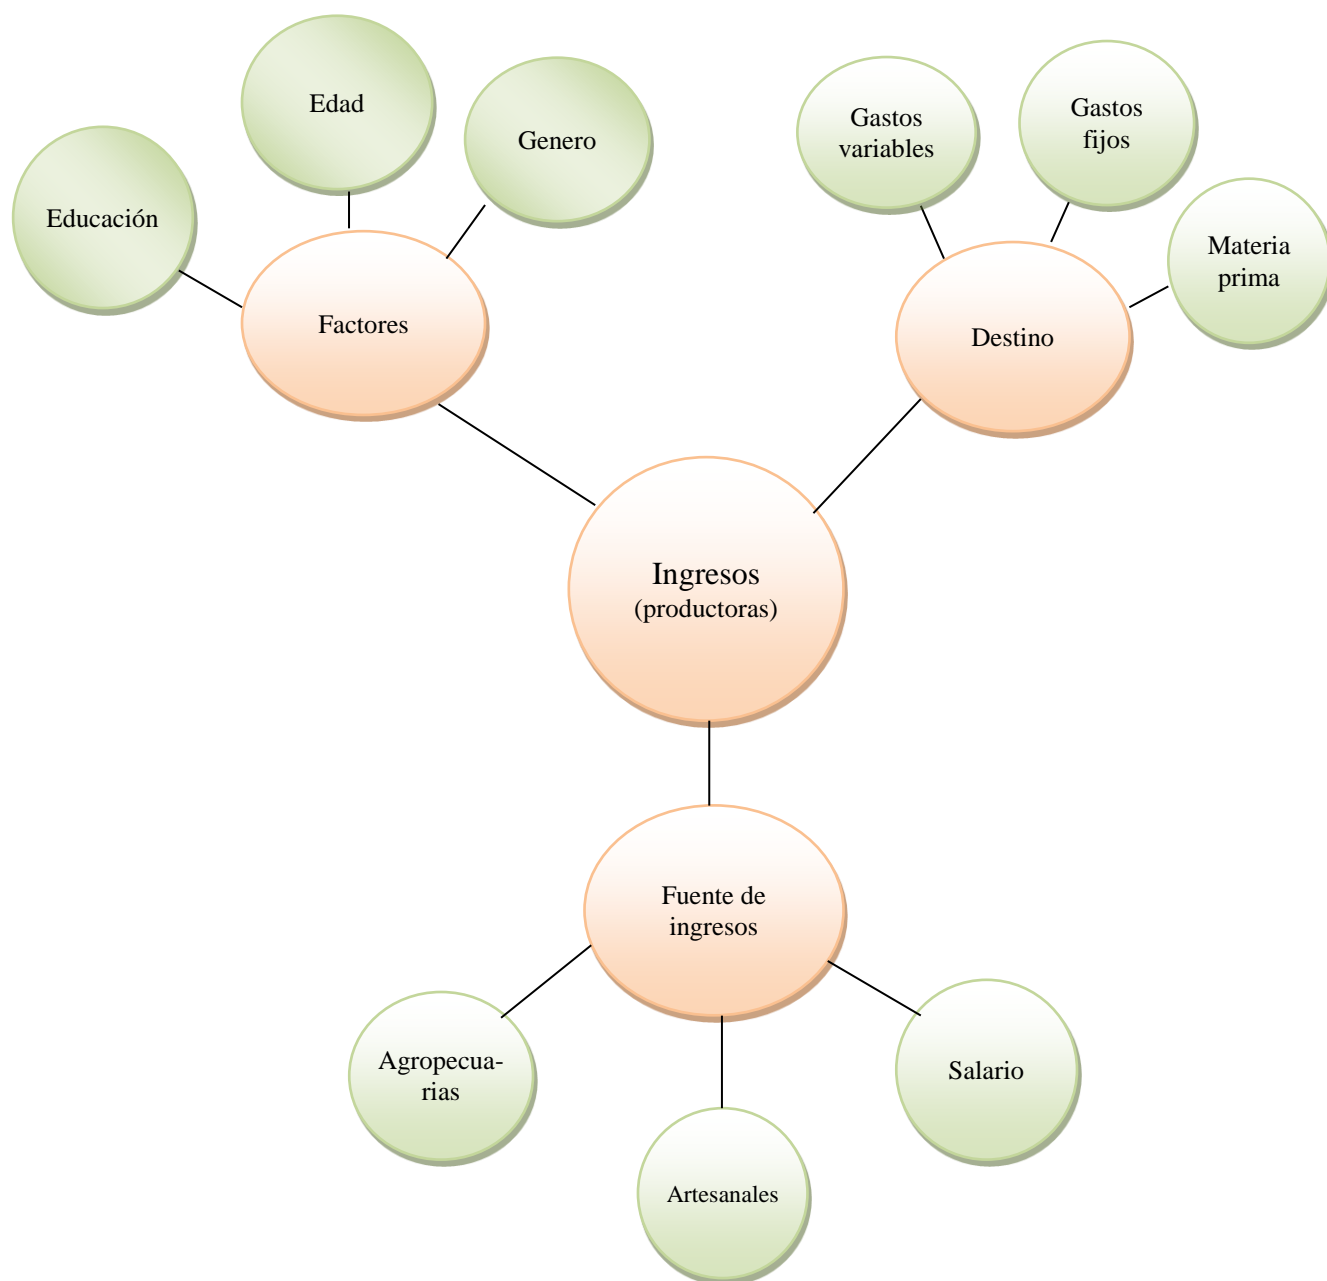 Edad
Genero
Educación
Factores
Gastos
variables
Gastos
fijos
Materia
prima
Destino
Ingresos
(productoras)
Fuente de
ingresos
Agropecua-
rias
Artesanales
Salario